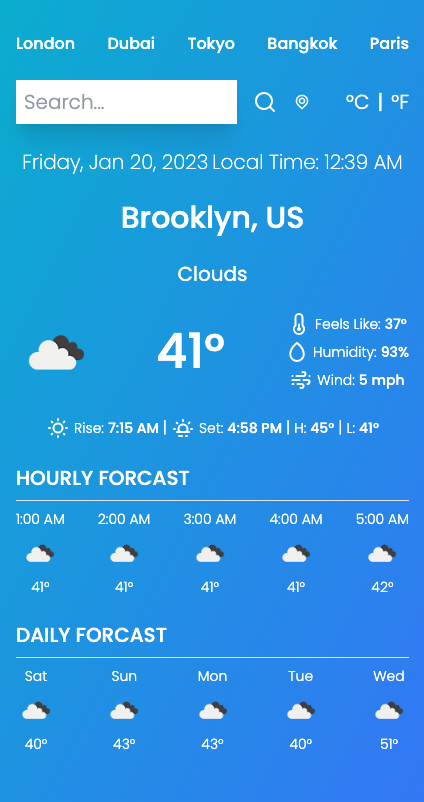 London Dubai Tokyo Bangkok Paris
Search... °C | °F
Friday, Jan 20, 2023 Local Time: 12:39 AM
Brooklyn, US
Clouds
41°
Feels Like: 37°
Humidity: 93%
Wind: 5 mph
Rise: 7:15 AM | Set: 4:58 PM | H: 45° | L: 41°
HOURLY FORCAST
1:00 AM 2:00 AM 3:00 AM 4:00 AM 5:00 AM
41° 41° 41° 41° 42°
DAILY FORCAST
Sat Sun Mon Tue Wed
40° 43° 43° 40° 51°